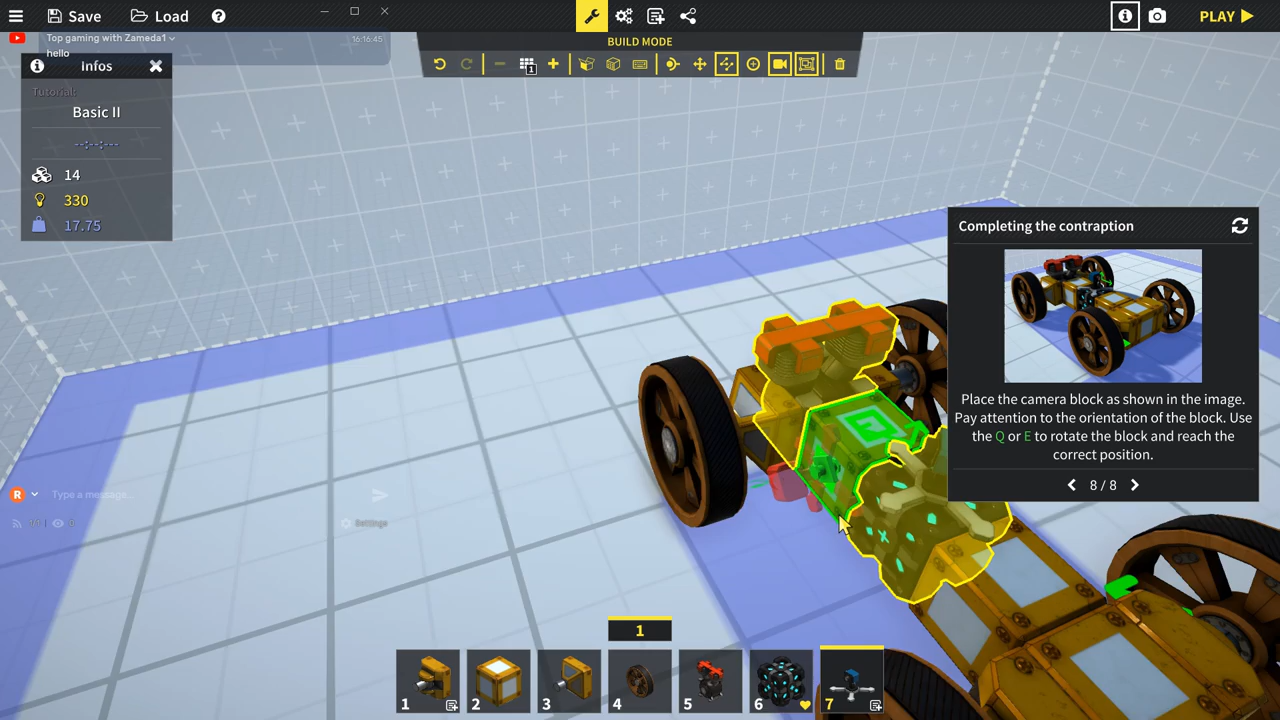 Save
Load
PLAY
Top gaming with Zameda1
16:16:45
hello
BUILD MODE
1
Infos
Tutorial:
Basic II
--:--:---
14
330
17.75
Completing the contraption
Place the camera block as shown in the image.
Pay attention to the orientation of the block. Use
the Q or E to rotate the block and reach the
correct position.
8 / 8
R
Type a message...
Settings
1
1
2
3
4
5
6
7